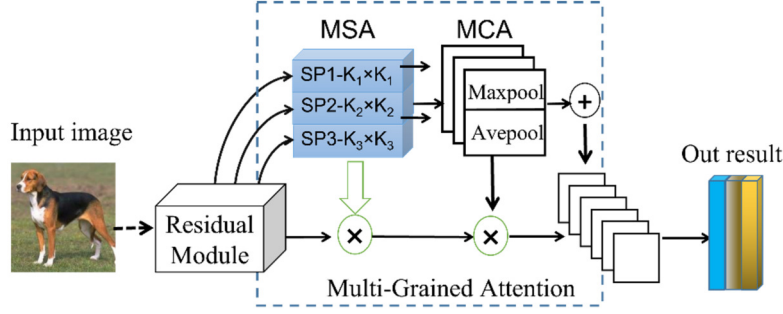 MSA
MCA
SP1-K₁×K₁
SP2-K₂×K₂
SP3-K₃×K₃
Maxpool
Avepool
+
Input image
Out result
Residual
Module
×
×
Multi-Grained Attention